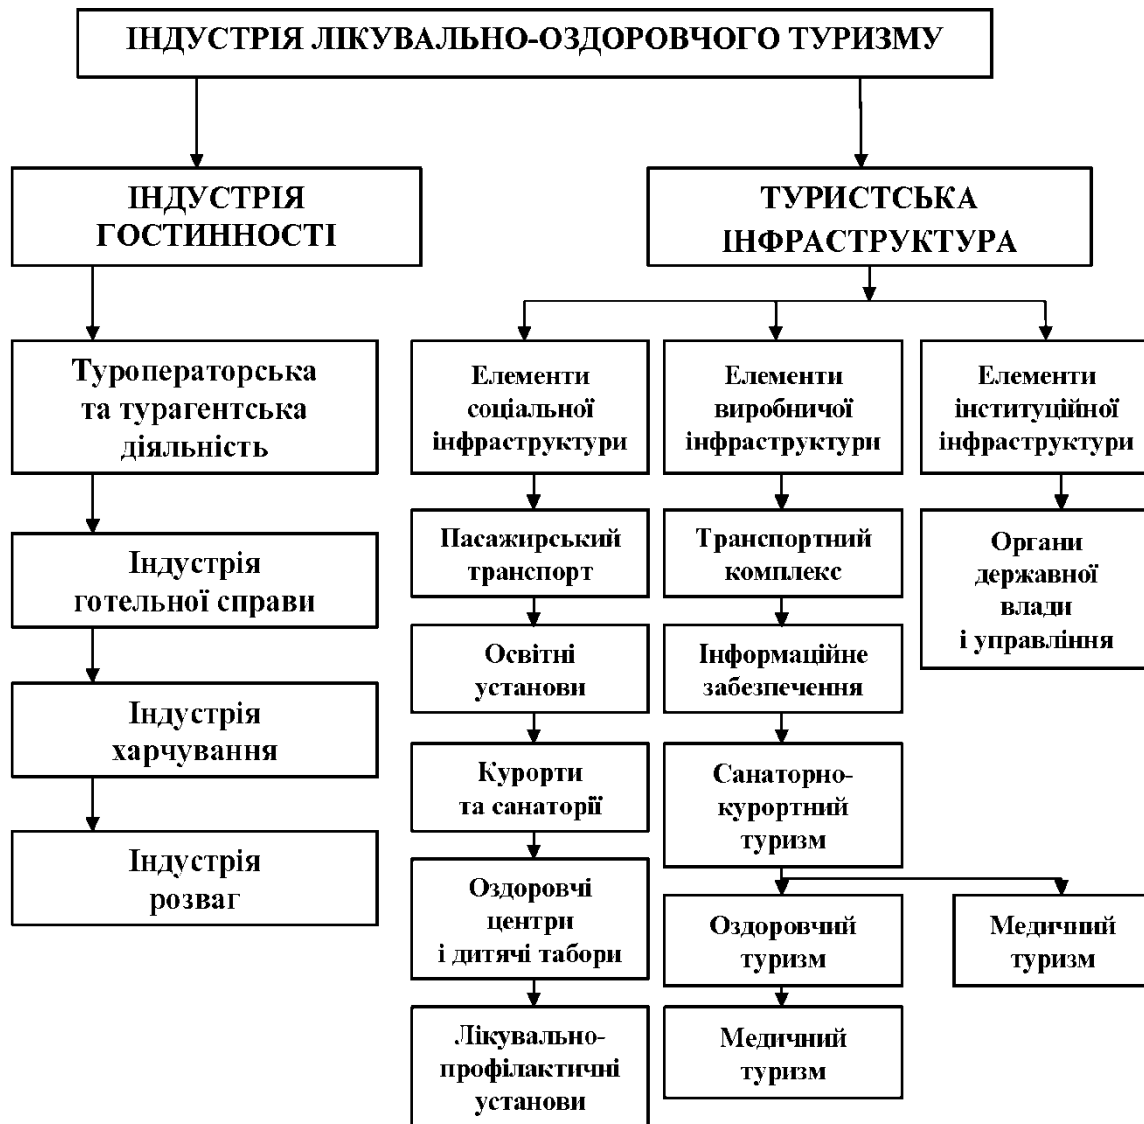 ІНДУСТРІЯ ЛІКУВАЛЬНО-ОЗДОРОВЧОГО ТУРИЗМУ
ІНДУСТРІЯ
ГОСТИННОСТІ
ТУРИСТСЬКА
ІНФРАСТРУКТУРА
Туроператорська
та турагентська
діяльність
Індустрія
готельної справи
Індустрія
харчування
Індустрія
розваг
Елементи
соціальної
інфраструктури
Пасажирський
транспорт
Освітні
установи
Курорти
та санаторії
Оздоровчі
центри
і дитячі табори
Лікувально-
профілактичні
установи
Елементи
виробничої
інфраструктури
Транспортний
комплекс
Інформаційне
забезпечення
Санаторно-
курортний
туризм
Оздоровчий
туризм
Медичний
туризм
Елементи
інституційної
інфраструктури
Органи
державної
влади
і управління
Медичний
туризм